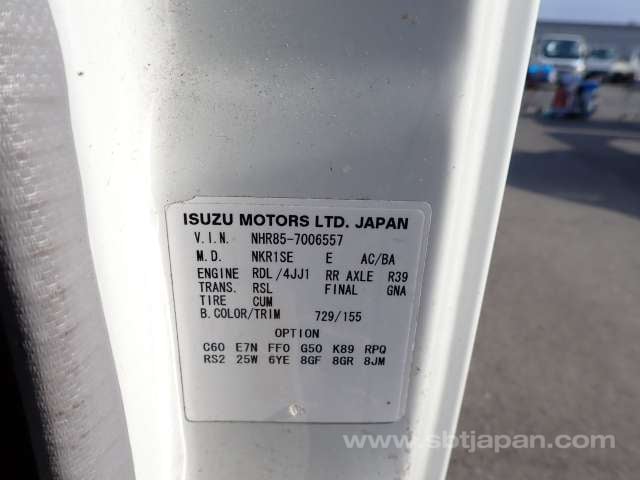 ISUZU MOTORS LTD. JAPAN
V.I.N. NHR85-7006557
M.D. NKR1SE E AC/BA
ENGINE RDL/4JJ1 RR AXLE R39
TRANS. RSL FINAL GNA
TIRE CUM
B.COLOR/TRIM 729/155
OPTION
C60 E7N FF0 G50 K89 RPQ
RS2 25W 6YE 8GF 8GR 8JM
www.sbtjapan.com